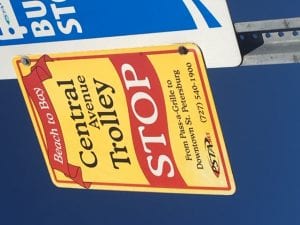 BU
STO
Beach to Bay
Central
Avenue
Trolley
STOP
From Pass-a-Grille to
Downtown St. Petersburg
(727) 540-1900
PSTA